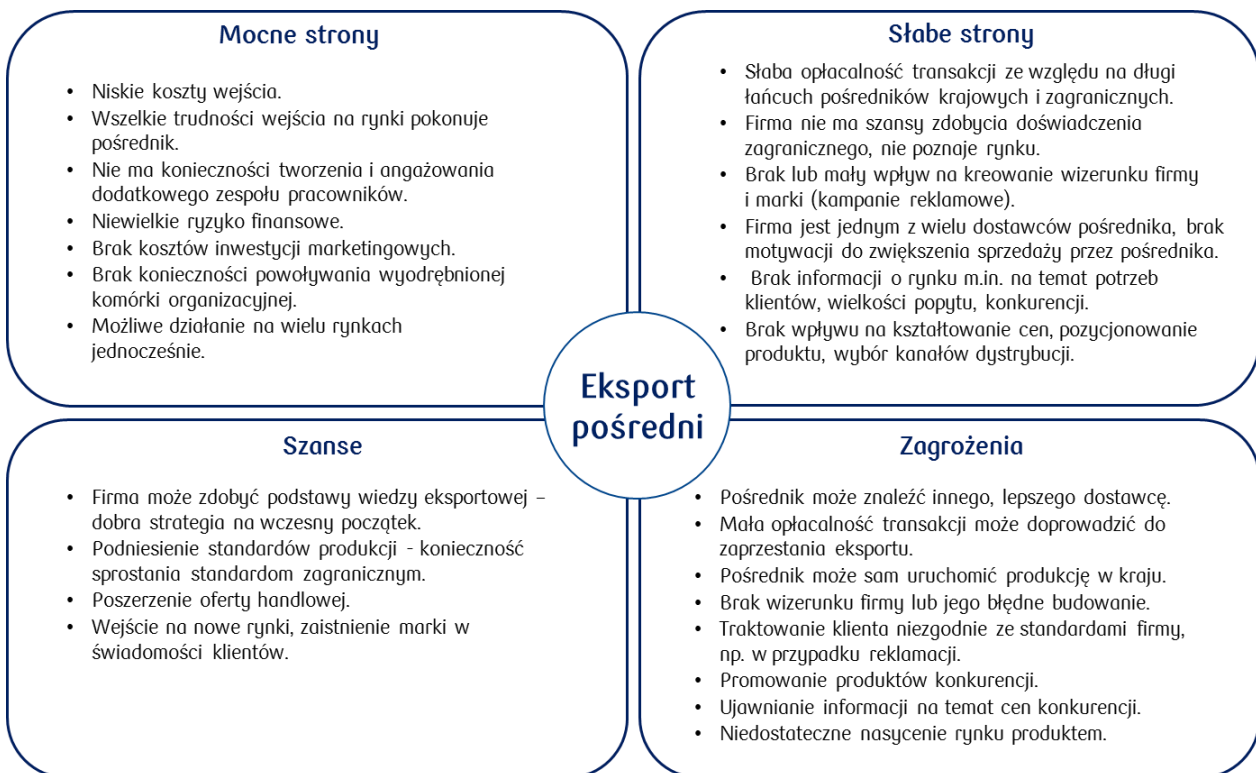 Mocne strony
• Niskie koszty wejścia.
• Wszelkie trudności wejścia na rynki pokonuje
pośrednik.
• Nie ma konieczności tworzenia i angażowania
dodatkowego zespołu pracowników.
• Niewielkie ryzyko finansowe.
• Brak kosztów inwestycji marketingowych.
• Brak konieczności powoływania wyodrębnionej
komórki organizacyjnej.
• Możliwe działanie na wielu rynkach
jednocześnie.
Słabe strony
• Słaba opłacalność transakcji ze względu na długi
łańcuch pośredników krajowych i zagranicznych.
• Firma nie ma szansy zdobycia doświadczenia
zagranicznego, nie poznaje rynku.
• Brak lub mały wpływ na kreowanie wizerunku firmy
i marki (kampanie reklamowe).
• Firma jest jednym z wielu dostawców pośrednika, brak
motywacji do zwiększenia sprzedaży przez pośrednika.
• Brak informacji o rynku m.in. na temat potrzeb
klientów, wielkości popytu, konkurencji.
• Brak wpływu na kształtowanie cen, pozycjonowanie
produktu, wybór kanałów dystrybucji.
Eksport
pośredni
Szanse
• Firma może zdobyć podstawy wiedzy eksportowej –
dobra strategia na wczesny początek.
• Podniesienie standardów produkcji - konieczność
sprostania standardom zagranicznym.
• Poszerzenie oferty handlowej.
• Wejście na nowe rynki, zaistnienie marki w
świadomości klientów.
Zagrożenia
• Pośrednik może znaleźć innego, lepszego dostawcę.
• Mała opłacalność transakcji może doprowadzić do
zaprzestania eksportu.
• Pośrednik może sam uruchomić produkcję w kraju.
• Brak wizerunku firmy lub jego błędne budowanie.
• Traktowanie klienta niezgodnie ze standardami firmy,
np. w przypadku reklamacji.
• Promowanie produktów konkurencji.
• Ujawnianie informacji na temat cen konkurencji.
• Niedostateczne nasycenie rynku produktem.